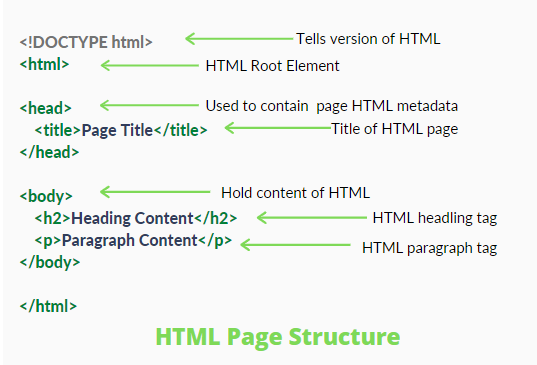 <!DOCTYPE html> Tells version of HTML
<html> HTML Root Element
<head> Used to contain page HTML metadata
<title>Page Title</title> Title of HTML page
</head>
<body> Hold content of HTML
<h2>Heading Content</h2> HTML headling tag
<p>Paragraph Content</p> HTML paragraph tag
</body>
</html>
HTML Page Structure